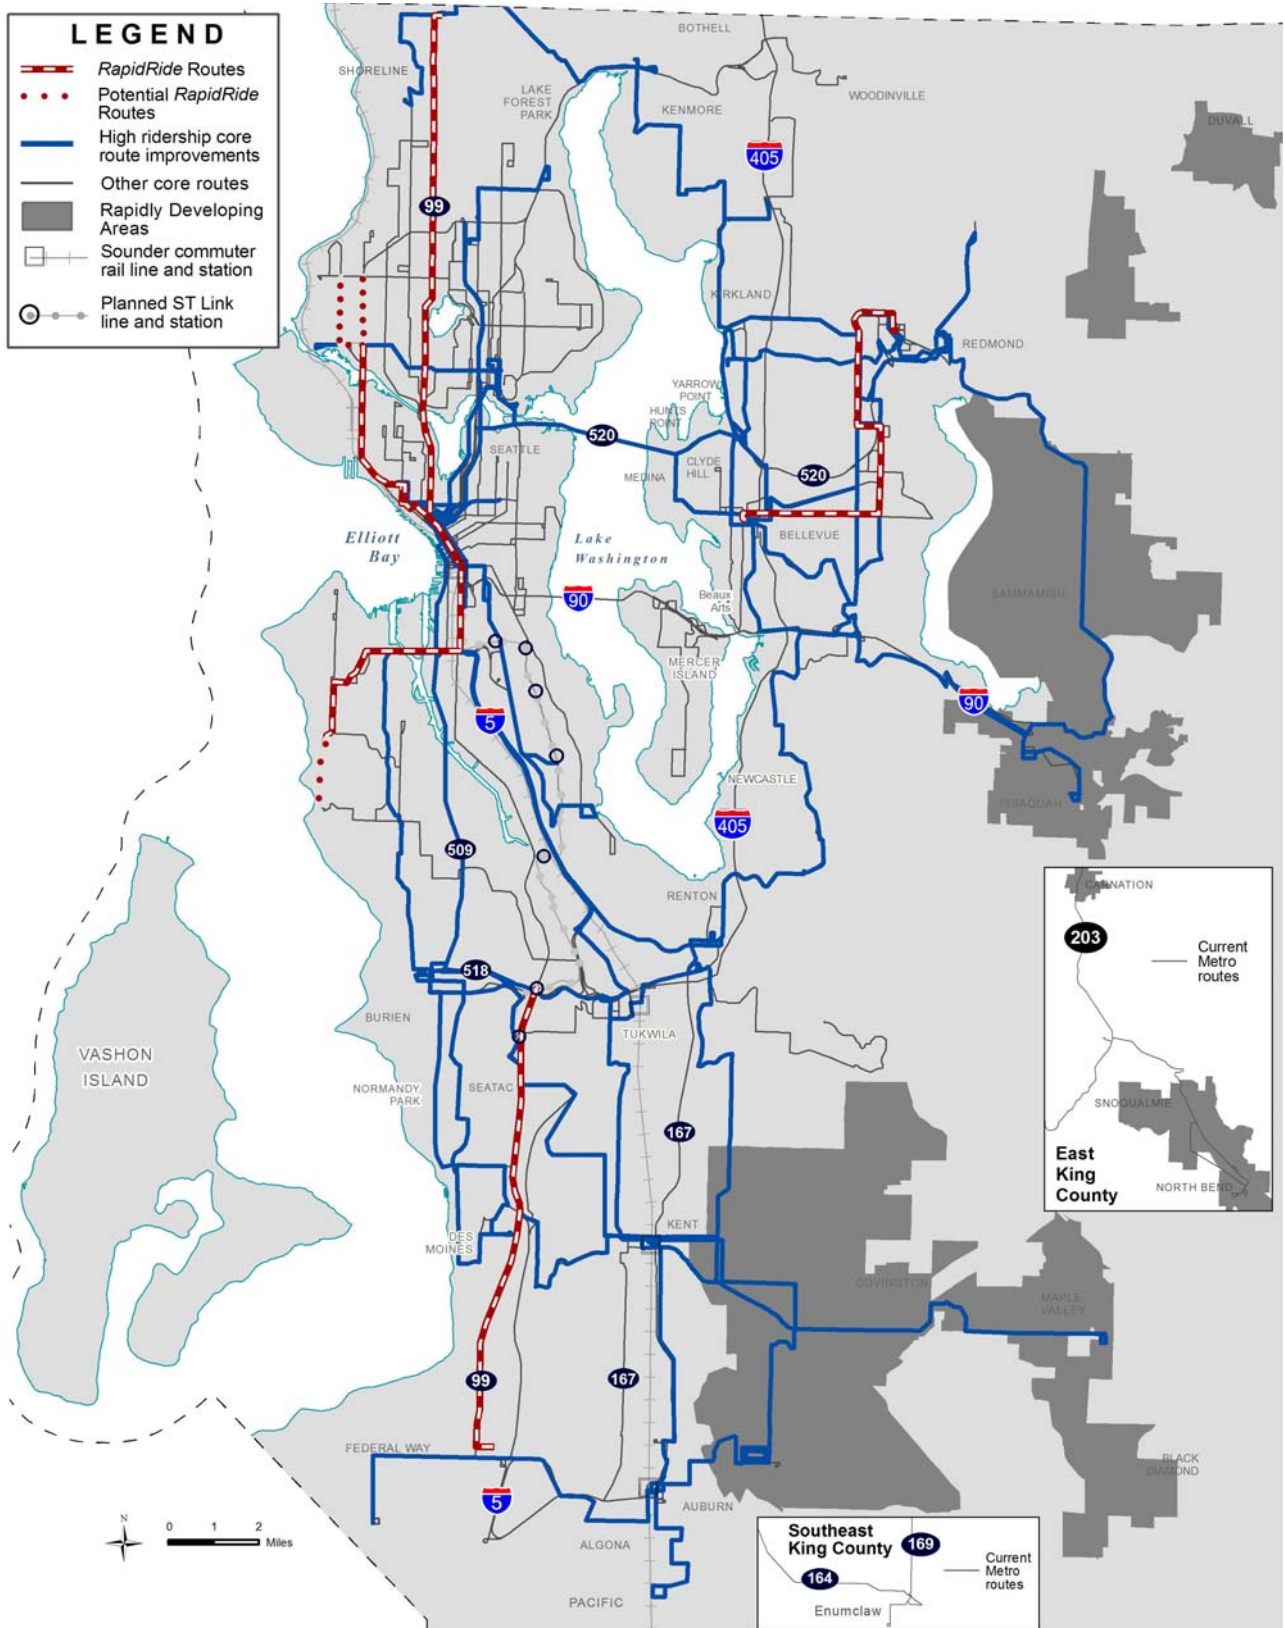 LEGEND
RapidRide Routes
Potential RapidRide
Routes
High ridership core
route improvements
Other core routes
Rapidly Developing
Areas
Sounder commuter
rail line and station
Planned ST Link
line and station
BOTHELL
SHORELINE
LAKE
FOREST
PARK
KENMORE
WOODINVILLE
DUVALL
405
99
KIRKLAND
REDMOND
YARROW
POINT
HUNTS
POINT
520
SEATTLE
MEDINA
CLYDE
HILL
520
BELLEVUE
Elliott
Bay
Lake
Washington
90
Beaux
Arts
SAMMAMISH
MERCER
ISLAND
90
5
NEWCASTLE
ISSAQUAH
405
509
RENTON
CARNATION
203
Current
Metro
routes
518
BURIEN
TUKWILA
VASHON
ISLAND
NORMANDY
PARK
SEATAC
167
SNOQUALMIE
East
King
County
NORTH BEND
DES
MOINES
KENT
COVINGTON
MAPLE
VALLEY
99
167
FEDERAL WAY
BLACK
DIAMOND
5
AUBURN
N
0 1 2
Miles
ALGONA
Southeast
King County
169
164
Current
Metro
routes
Enumclaw
PACIFIC